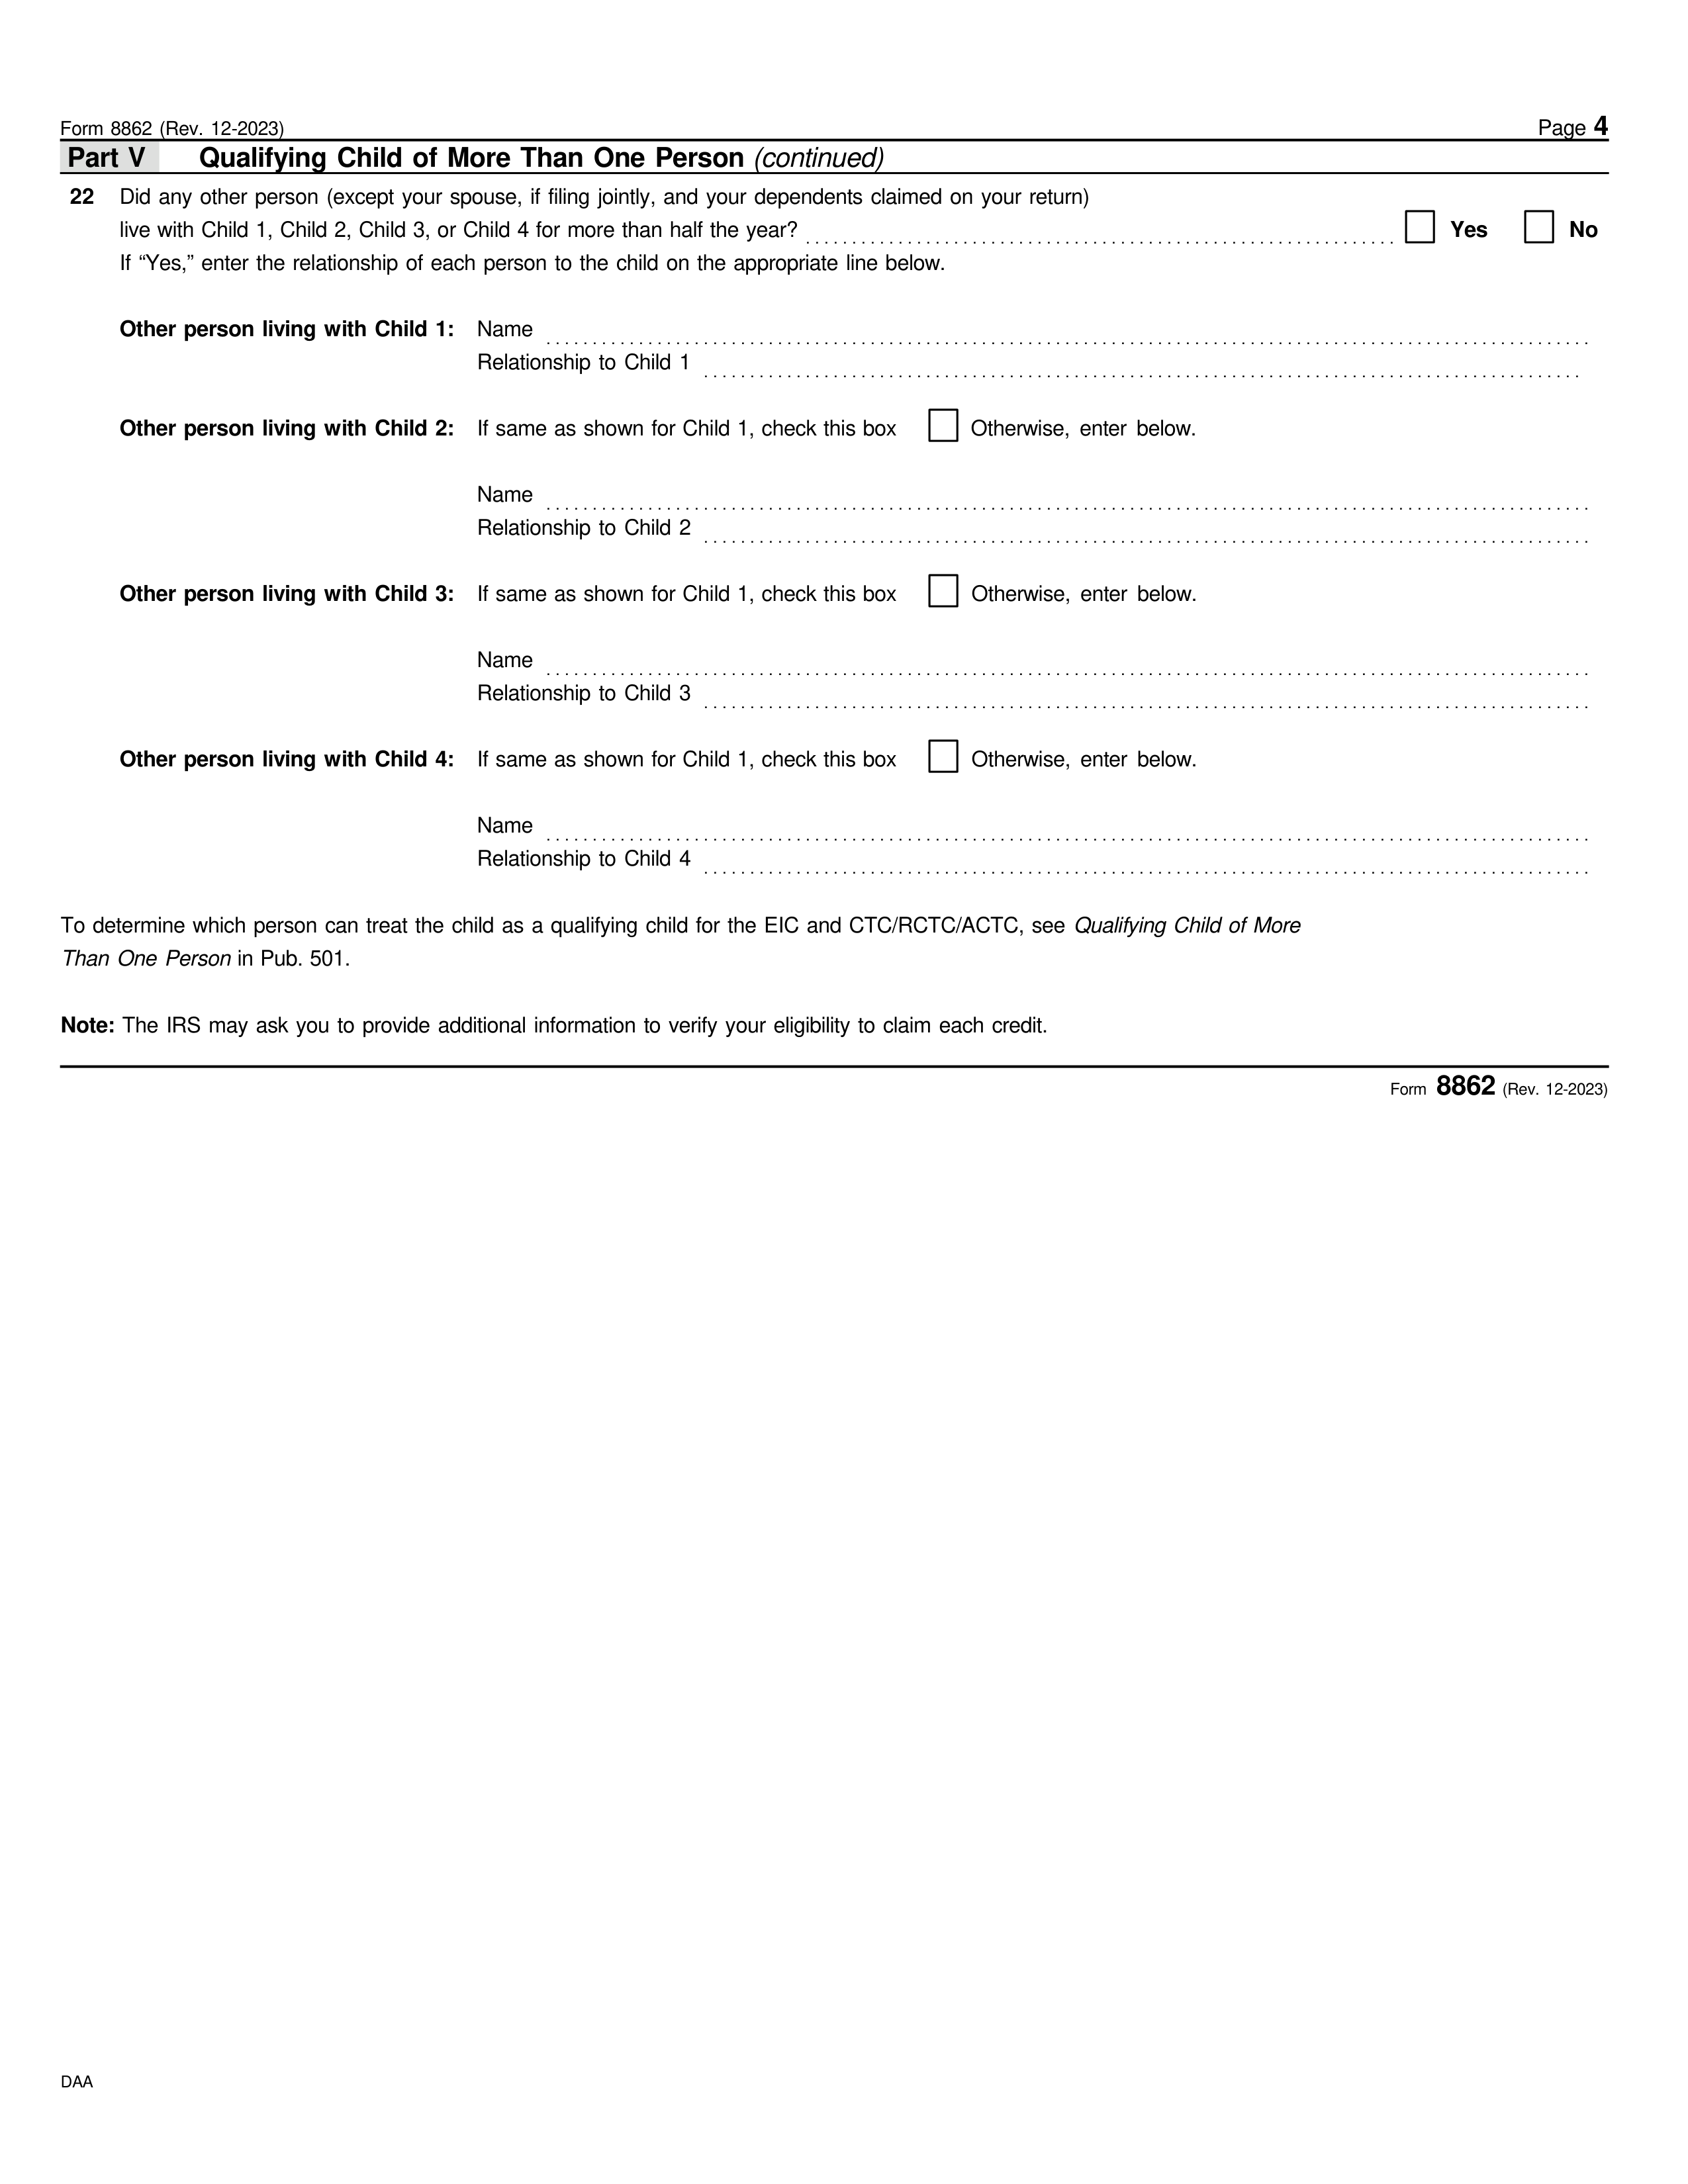 Form 8862 (Rev. 12-2023) Page 4
Part V Qualifying Child of More Than One Person (continued)
22 Did any other person (except your spouse, if filing jointly, and your dependents claimed on your return)
live with Child 1, Child 2, Child 3, or Child 4 for more than half the year? Yes No
If “Yes,” enter the relationship of each person to the child on the appropriate line below.
Other person living with Child 1: Name
Relationship to Child 1
Other person living with Child 2: If same as shown for Child 1, check this box Otherwise, enter below.
Name
Relationship to Child 2
Other person living with Child 3: If same as shown for Child 1, check this box Otherwise, enter below.
Name
Relationship to Child 3
Other person living with Child 4: If same as shown for Child 1, check this box Otherwise, enter below.
Name
Relationship to Child 4
To determine which person can treat the child as a qualifying child for the EIC and CTC/RCTC/ACTC, see Qualifying Child of More
Than One Person in Pub. 501.
Note: The IRS may ask you to provide additional information to verify your eligibility to claim each credit.
Form 8862 (Rev. 12-2023)
DAA